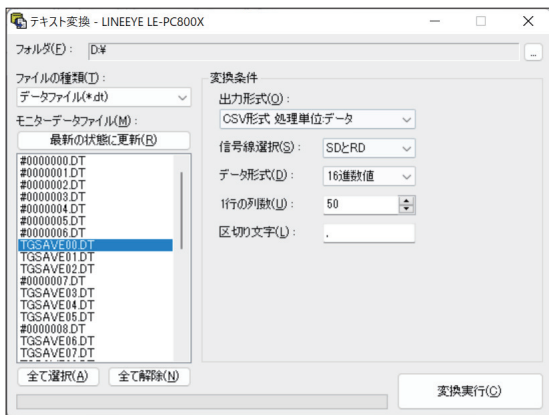 テキスト変換 - LINEEYE LE-PC800X
フォルダ(F): D:¥
...
ファイルの種類(T):
データファイル(*.dt)
モニターデータファイル(M):
最新の状態に更新(R)
#0000000.DT
#0000001.DT
#0000002.DT
#0000003.DT
#0000004.DT
#0000005.DT
#0000006.DT
TGSAVE00.DT
TGSAVE01.DT
TGSAVE02.DT
#0000007.DT
TGSAVE03.DT
TGSAVE04.DT
TGSAVE05.DT
#0000008.DT
TGSAVE06.DT
TGSAVE07.DT
全て選択(A) 全て解除(N)
変換条件
出力形式(O):
CSV形式 処理単位データ
信号線選択(S): SDとRD
データ形式(D): 16進数値
1行の列数(U): 50
区切り文字(L): ,
変換実行(C)